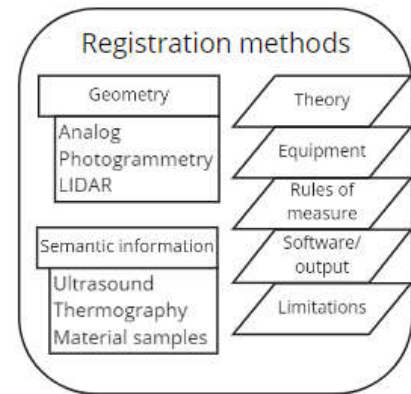 Registration methods
Geometry
Analog
Photogrammetry
LIDAR
Semantic information
Ultrasound
Thermography
Material samples
Theory
Equipment
Rules of
measure
Software/
output
Limitations